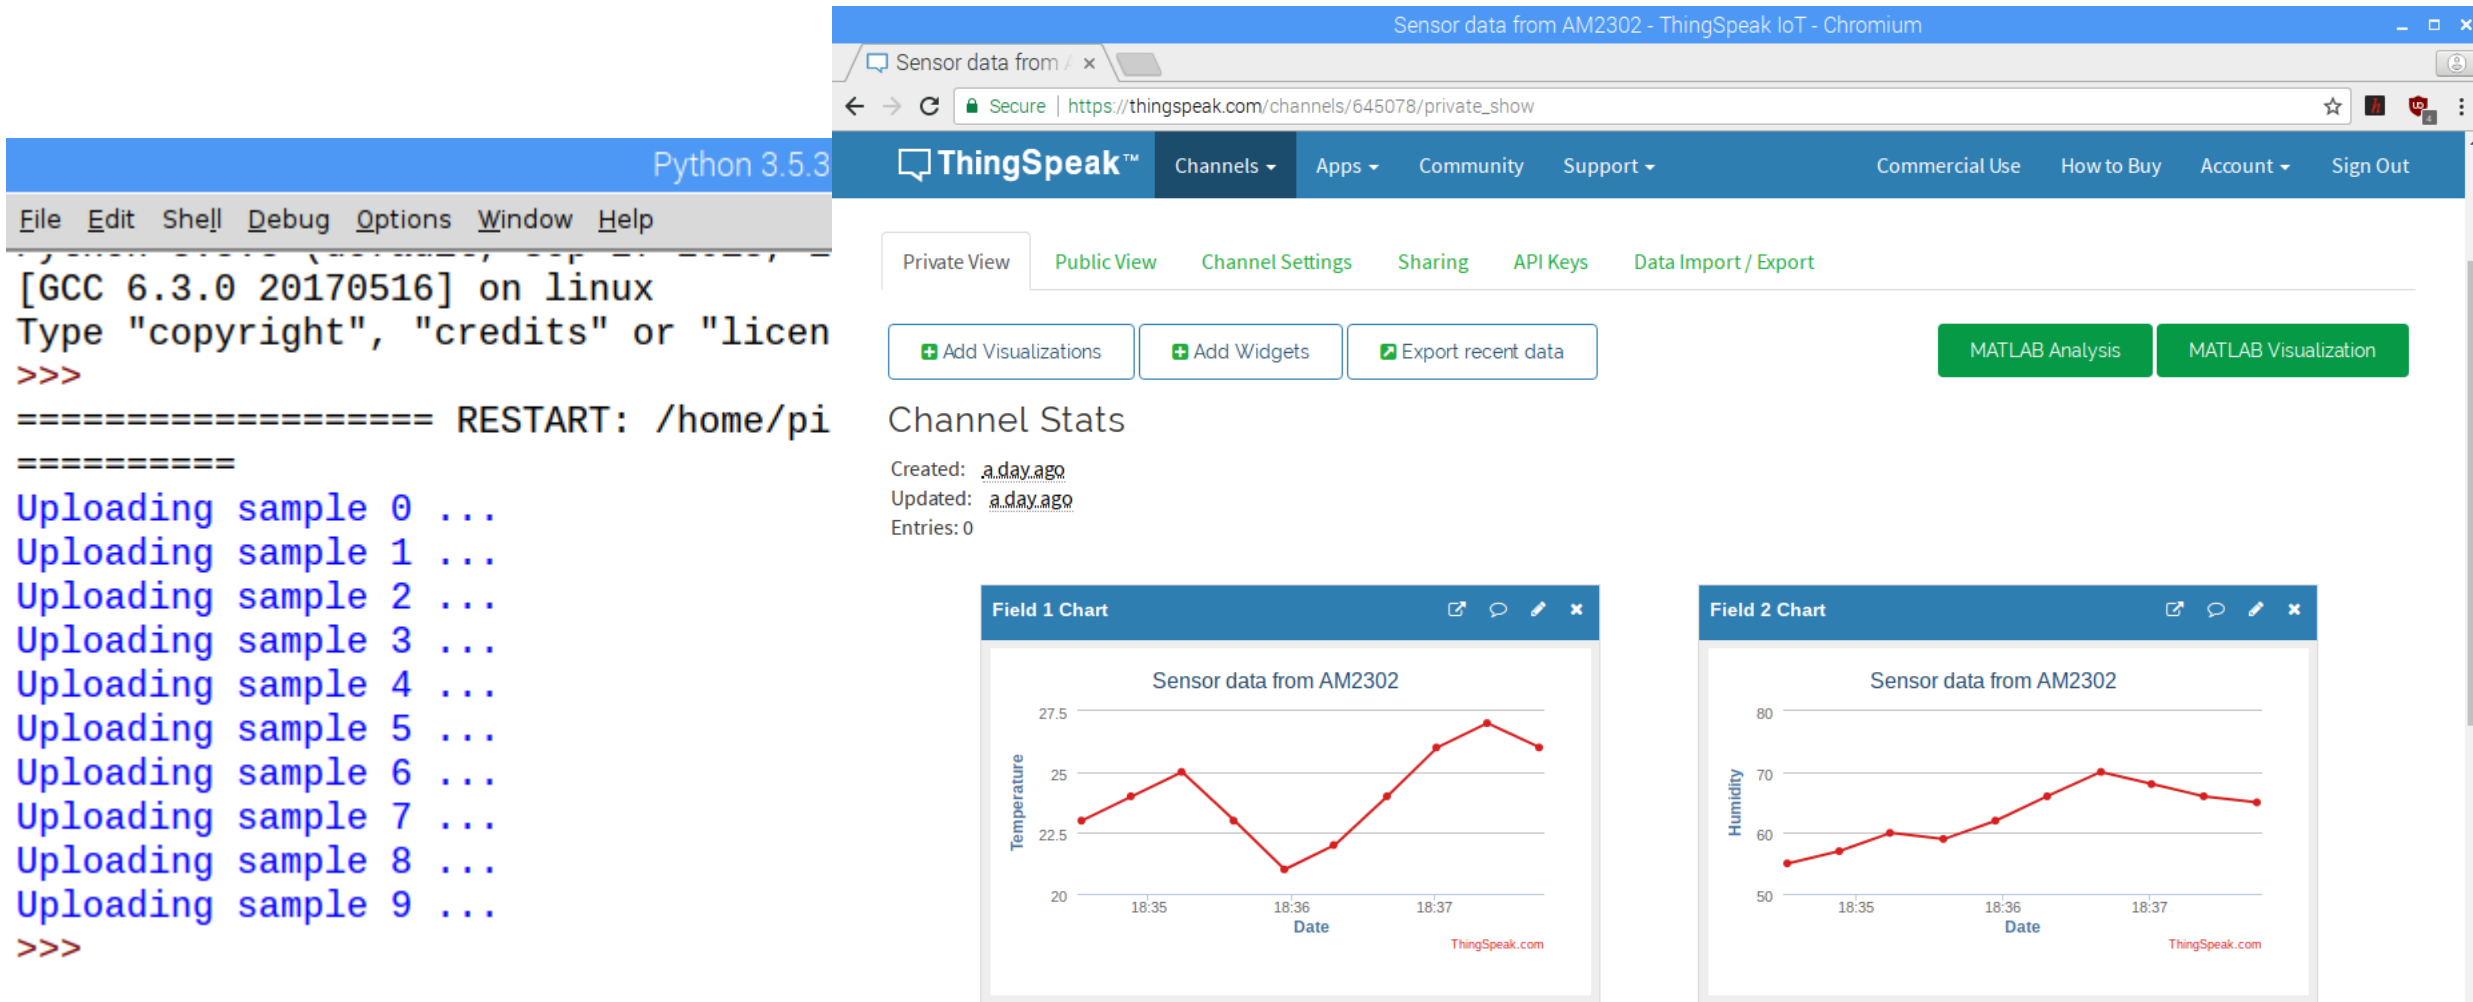 Python 3.5.3
File Edit Shell Debug Options Window Help
[GCC 6.3.0 20170516] on linux
Type "copyright", "credits" or "licen
>>>
=================== RESTART: /home/pi
==========
Uploading sample 0 ...
Uploading sample 1 ...
Uploading sample 2 ...
Uploading sample 3 ...
Uploading sample 4 ...
Uploading sample 5 ...
Uploading sample 6 ...
Uploading sample 7 ...
Uploading sample 8 ...
Uploading sample 9 ...
>>>
Sensor data from AM2302 - ThingSpeak IoT - Chromium
Sensor data from
Secure | https://thingspeak.com/channels/645078/private_show
4
ThingSpeak™ Channels Apps Community Support Commercial Use How to Buy Account Sign Out
Private View Public View Channel Settings Sharing API Keys Data Import / Export
Add Visualizations Add Widgets Export recent data MATLAB Analysis MATLAB Visualization
Channel Stats
Created: a day ago
Updated: a day ago
Entries: 0
Field 1 Chart
Sensor data from AM2302
27.5
25
22.5
20
Temperature
18:35 18:36 18:37
Date
ThingSpeak.com
Field 2 Chart
Sensor data from AM2302
80
70
60
50
Humidity
18:35 18:36 18:37
Date
ThingSpeak.com